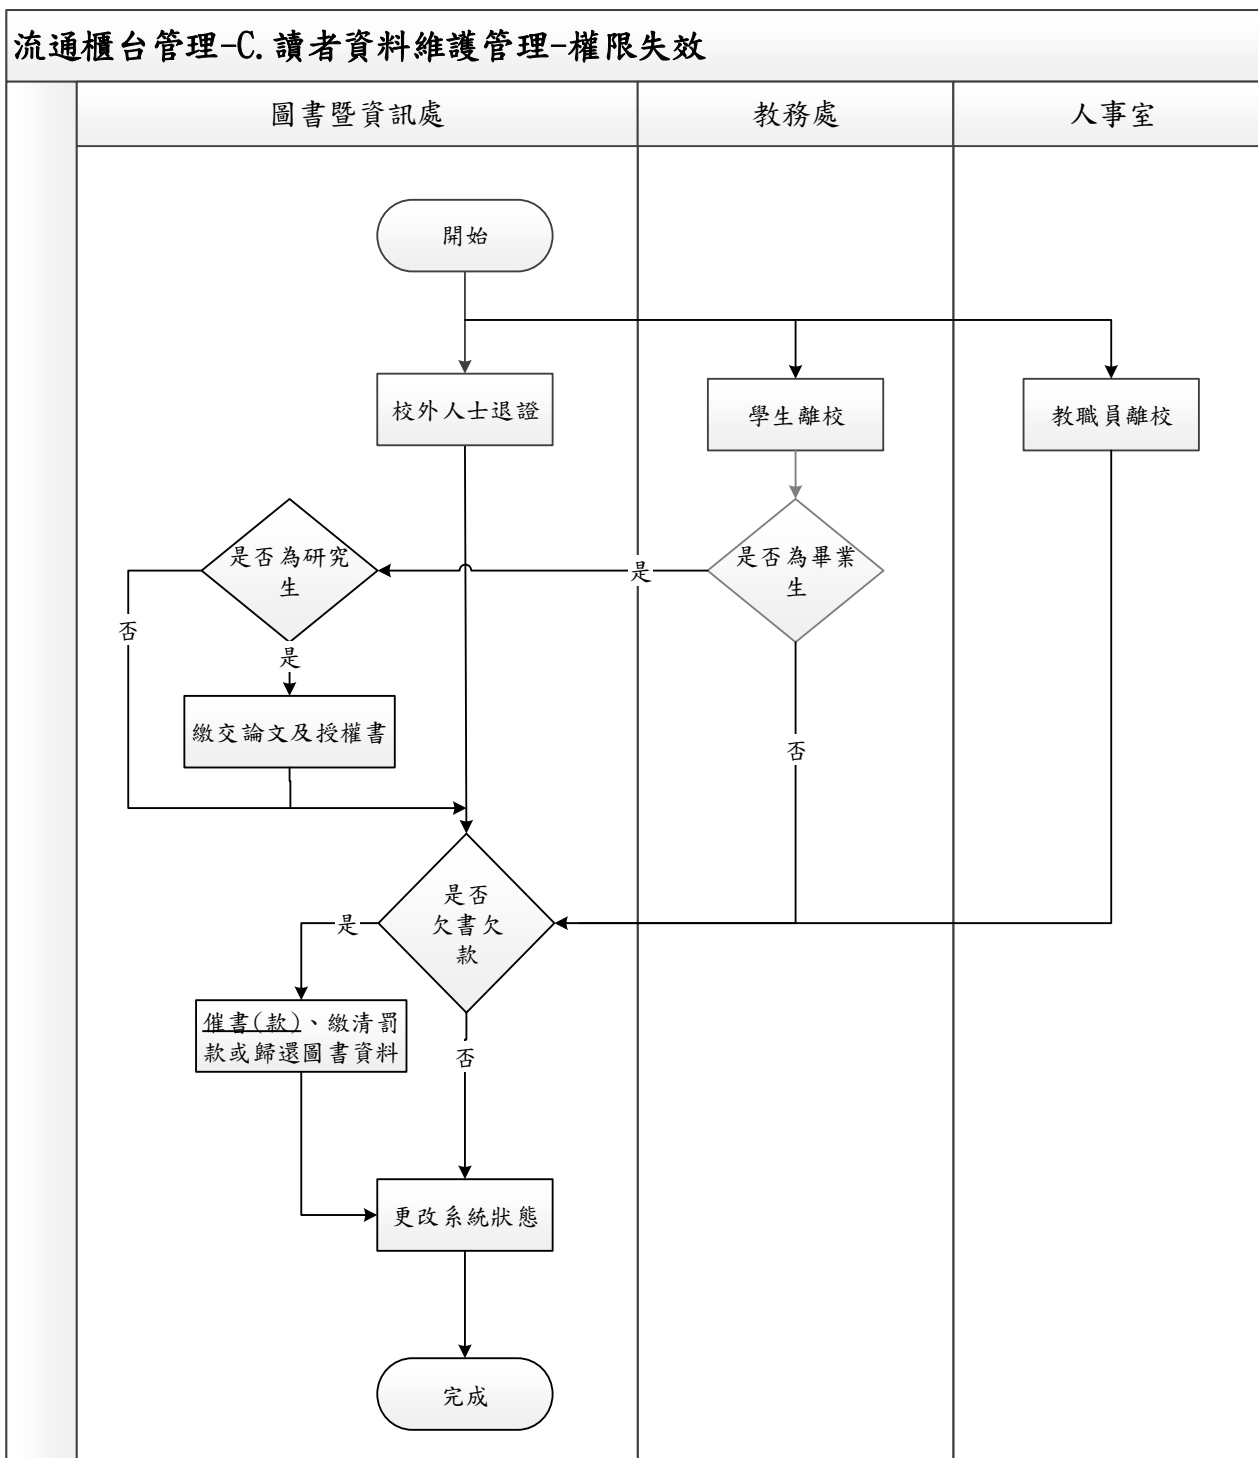 流通櫃台管理-C.讀者資料維護管理-權限失效
圖書暨資訊處
教務處
人事室
開始
校外人士退證
學生離校
教職員離校
是否為研究
生
是
是否為畢業
生
否
是
繳交論文及授權書
否
是否
欠書欠
款
是
催書(款)、繳清罰
款或歸還圖書資料
否
更改系統狀態
完成